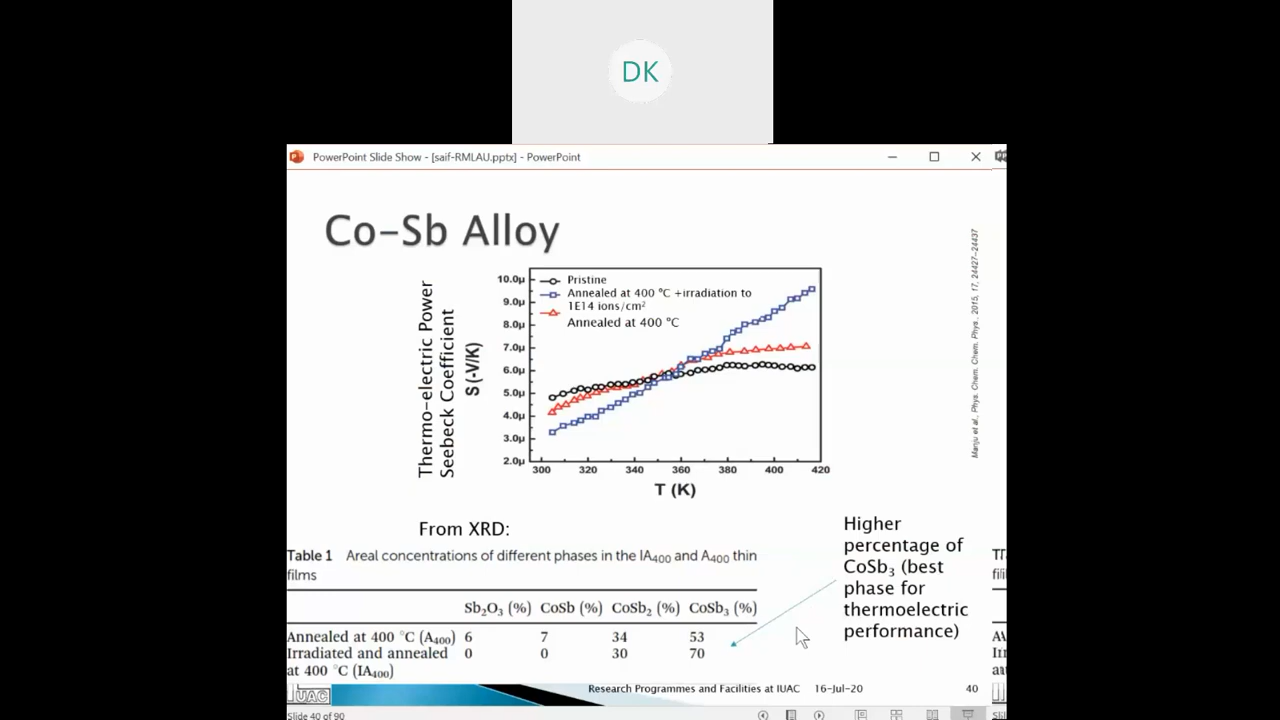 DK
PowerPoint Slide Show - [saif-RMLAU.pptx] - PowerPoint
Co-Sb Alloy
Thermo-electric Power
Seebeck Coefficient
S (-V/K)
10.0µ
9.0µ
8.0µ
7.0µ
6.0µ
5.0µ
4.0µ
3.0µ
2.0µ
Pristine
Annealed at 400 °C +irradiation to
1E14 ions/cm²
Annealed at 400 °C
300 320 340 360 380 400 420
T (K)
Manju et al., Phys. Chem. Chem. Phys., 2015, 17, 24427-24437
From XRD:
Higher
percentage of
CoSb₃ (best
phase for
thermoelectric
performance)
Table 1 Areal concentrations of different phases in the IA₄₀₀ and A₄₀₀ thin
films
Sb₂O₃ (%) CoSb (%) CoSb₂ (%) CoSb₃ (%)
Annealed at 400 °C (A₄₀₀) 6 7 34 53
Irradiated and annealed 0 0 30 70
at 400 °C (IA₄₀₀)
IUAC
Research Programmes and Facilities at IUAC 16-Jul-20 40
Slide 40 of 90